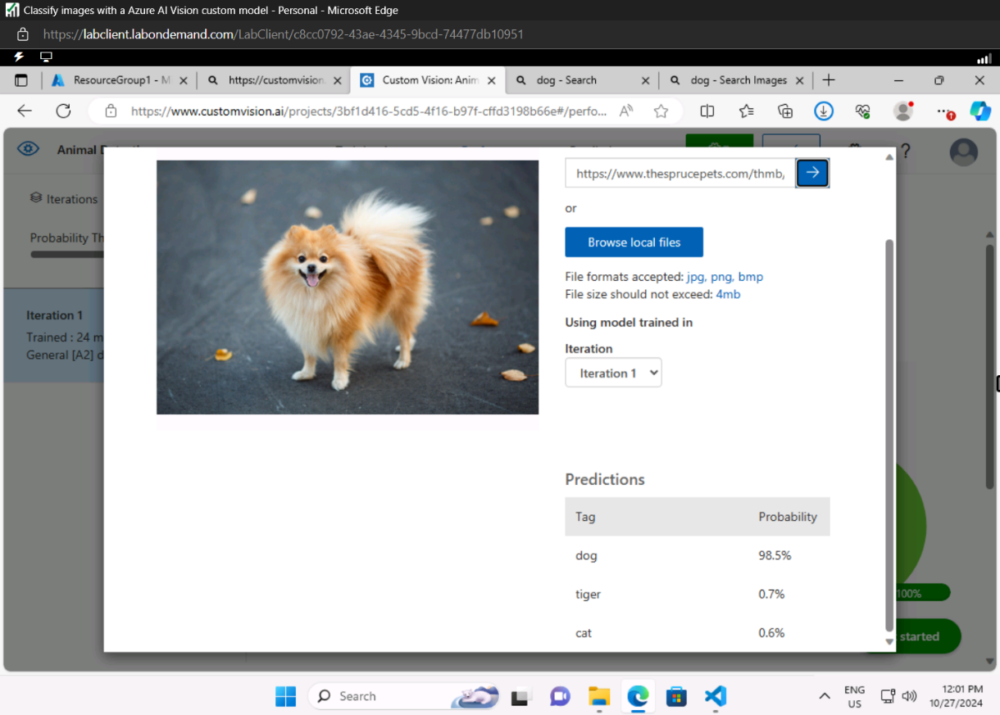 Classify images with a Azure AI Vision custom model - Personal - Microsoft Edge
https://labclient.labondemand.com/LabClient/c8cc0792-43ae-4345-9bcd-74477db10951
ResourceGroup1 - M
https://customvision.
Custom Vision: Anim
dog - Search
dog - Search Images
https://www.customvision.ai/projects/3bf1d416-5cd5-4f16-b97f-cffd3198b66e#/perfo...
1
Animal
?
https://www.thesprucepets.com/thmb/
Iterations
or
Probability Th
Browse local files
File formats accepted: jpg, png, bmp
File size should not exceed: 4mb
Iteration 1
Using model trained in
Trained : 24 m
Iteration
General [A2] d
Iteration 1
Predictions
Tag Probability
dog 98.5%
tiger 0.7%
100%
cat 0.6%
started
Search
ENG
US
12:01 PM
10/27/2024